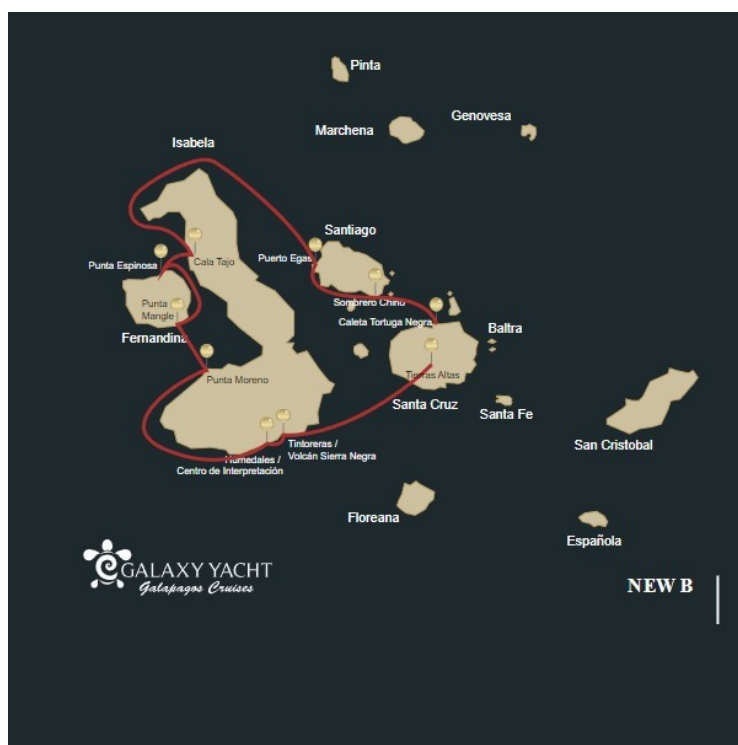 Pinta
Marchena
Genovesa
Isabela
Santiago
Puerto Egas
Punta Espinosa
Cala Tajo
Sombrero Chino
Punta
Mangle
Caleta Tortuga Negra
Baltra
Fernandina
Punta Moreno
Tierras Altas
Santa Cruz
Santa Fe
San Cristobal
Tintoreras /
Volcán Sierra Negra
Humedales /
Centro de Interpretación
Floreana
Española
GALAXY YACHT
Galapagos Cruises
NEW B